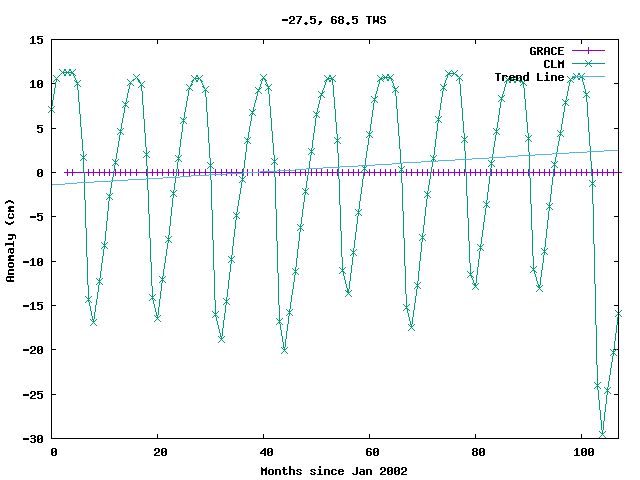 -27.5, 68.5 TWS
15
10
5
0
-5
-10
-15
-20
-25
-30
Anomaly (cm)
GRACE
CLM
Trend Line
0 20 40 60 80 100
Months since Jan 2002